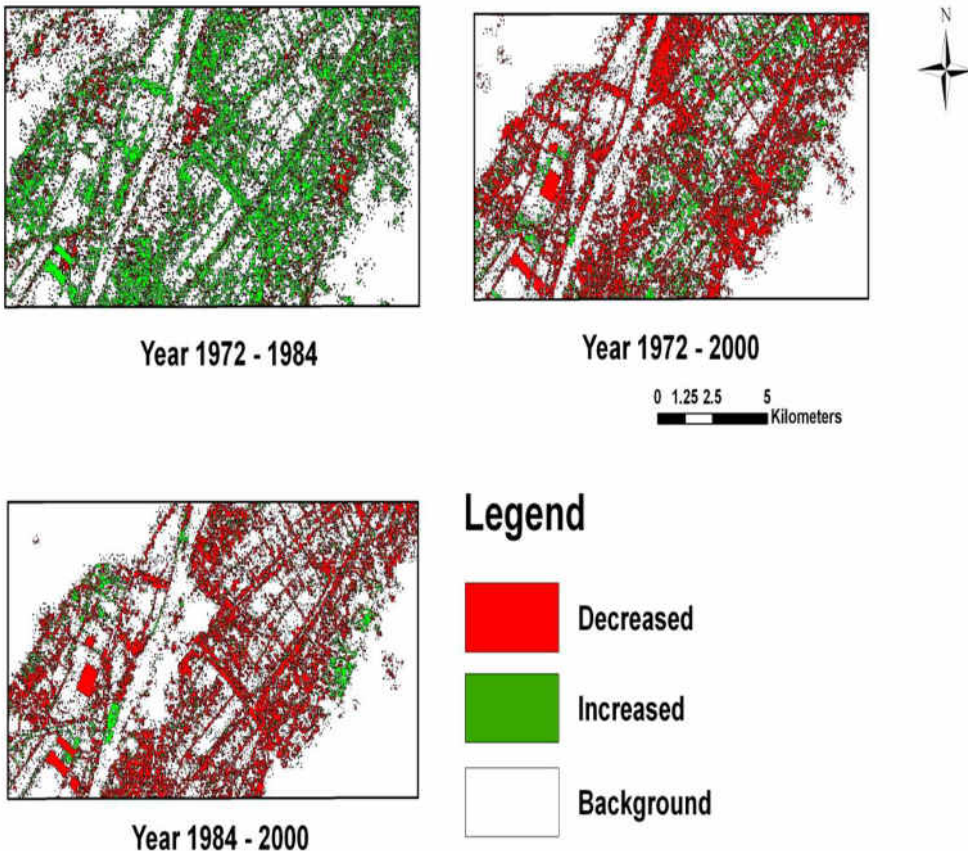 N
Year 1972 - 1984
Year 1972 - 2000
0 1.25 2.5 5
Kilometers
Legend
Decreased
Increased
Background
Year 1984 - 2000